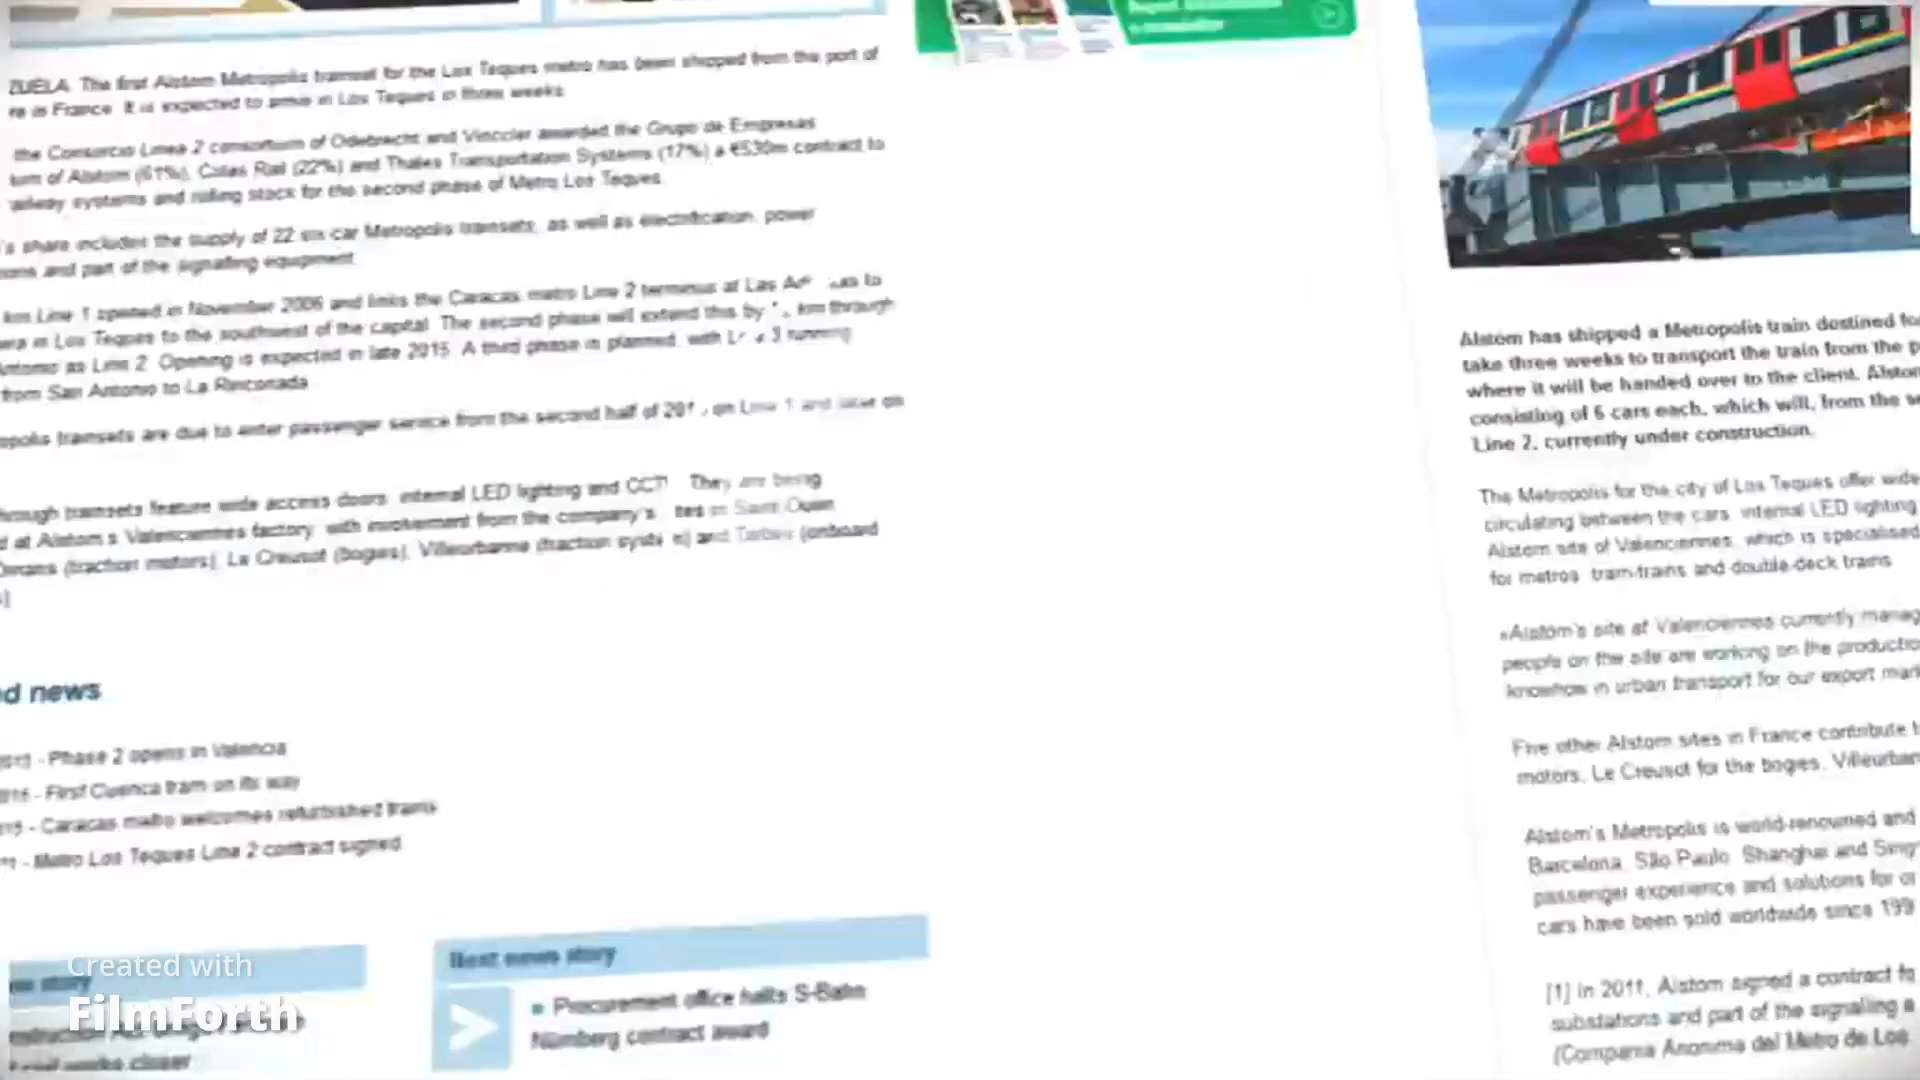 ZUELA. The first Alstom Metropolis trainset for the Los Teques metro has been shipped from the port of
re in France. It is expected to arrive in Los Teques in three weeks
the Consorcio Linea 2 consortium of Odebrecht and Vinccler awarded the Grupo de Empresas
ium of Alstom (61%), Colas Rail (22%) and Thales Transportation Systems (17%) a €530m contract to
railway systems and rolling stock for the second phase of Metro Los Teques
's share includes the supply of 22 six-car Metropolis trainsets, as well as electrification, power
ions and part of the signalling equipment
km Line 1 opened in November 2006 and links the Caracas metro Line 2 terminus at Las to
era in Los Teques to the southwest of the capital. The second phase will extend this by km through
Antonio as Line 2. Opening is expected in late 2015. A third phase is planned, with 3 running
from San Antonio to La Rinconada
opolis trainsets are due to enter passenger service from the second half of on Line 1 and later on
hrough trainsets feature wide access doors, internal LED lighting and They are being
d at Alstom's Valenciennes factory, with involvement from the company's in Saint-Ouen
Ornans (traction motors), Le Creusot (bogies), Villeurbanne (traction and Tarbes (onboard
s]
d news
- Phase 2 opens in Valencia
- First Cuenca tram on its way
- Caracas metro welcomes refurbished trains
- Metro Los Teques Line 2 contract signed
story
Next news story
Procurement office halts S-Bahn
Nürnberg contract award
works closer
Created with
FilmForth
Alstom has shipped a Metropolis train destined fo
take three weeks to transport the train from the p
where it will be handed over to the client. Alsto
consisting of 6 cars each, which will, from the se
Line 2, currently under construction.
The Metropolis for the city of Los Teques offer wide
circulating between the cars, internal LED lighting
Alstom site of Valenciennes, which is specialised
for metros, tram-trains and double-deck trains
«Alstom's site at Valenciennes currently manag
people on the site are working on the productio
knowhow in urban transport for our export mar
Five other Alstom sites in France contribute t
motors, Le Creusot for the bogies, Villeurban
Alstom's Metropolis is world-renowned and
Barcelona, São Paulo, Shanghai and Sing
passenger experience and solutions for o
cars have been sold worldwide since 199
[1] In 2011, Alstom signed a contract fo
substations and part of the signalling e
(Compania Anonima del Metro de Los